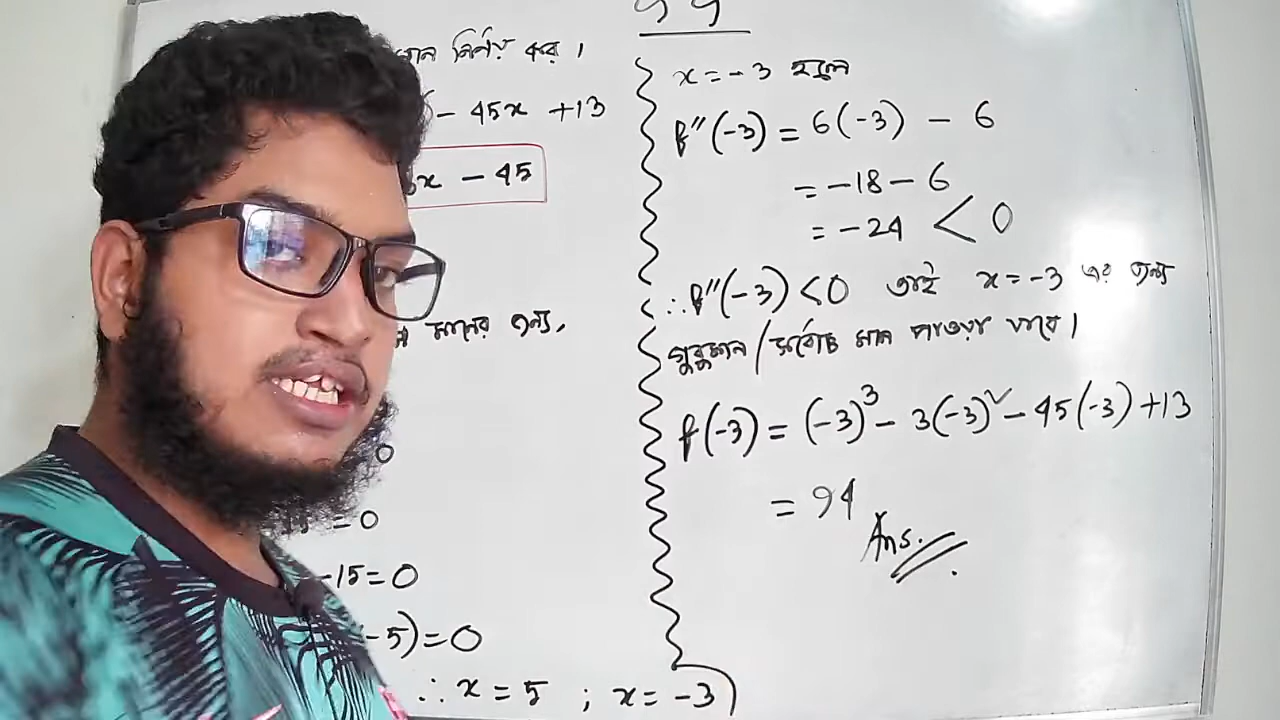 মান নির্ণয় কর।
- 45x + 13
x - 45
মানের জন্য,
0
= 0
-15 = 0
-5) = 0
∴ x = 5 ; x = -3
x = -3 হলে
f''(-3) = 6(-3) - 6
= -18 - 6
= -24 < 0
∴ f''(-3) < 0 তাই x = -3 এর জন্য
গুরুমান / সর্বোচ্চ মান পাওয়া যাবে।
f(-3) = (-3)³ - 3(-3)² - 45(-3) + 13
= 94
Ans.